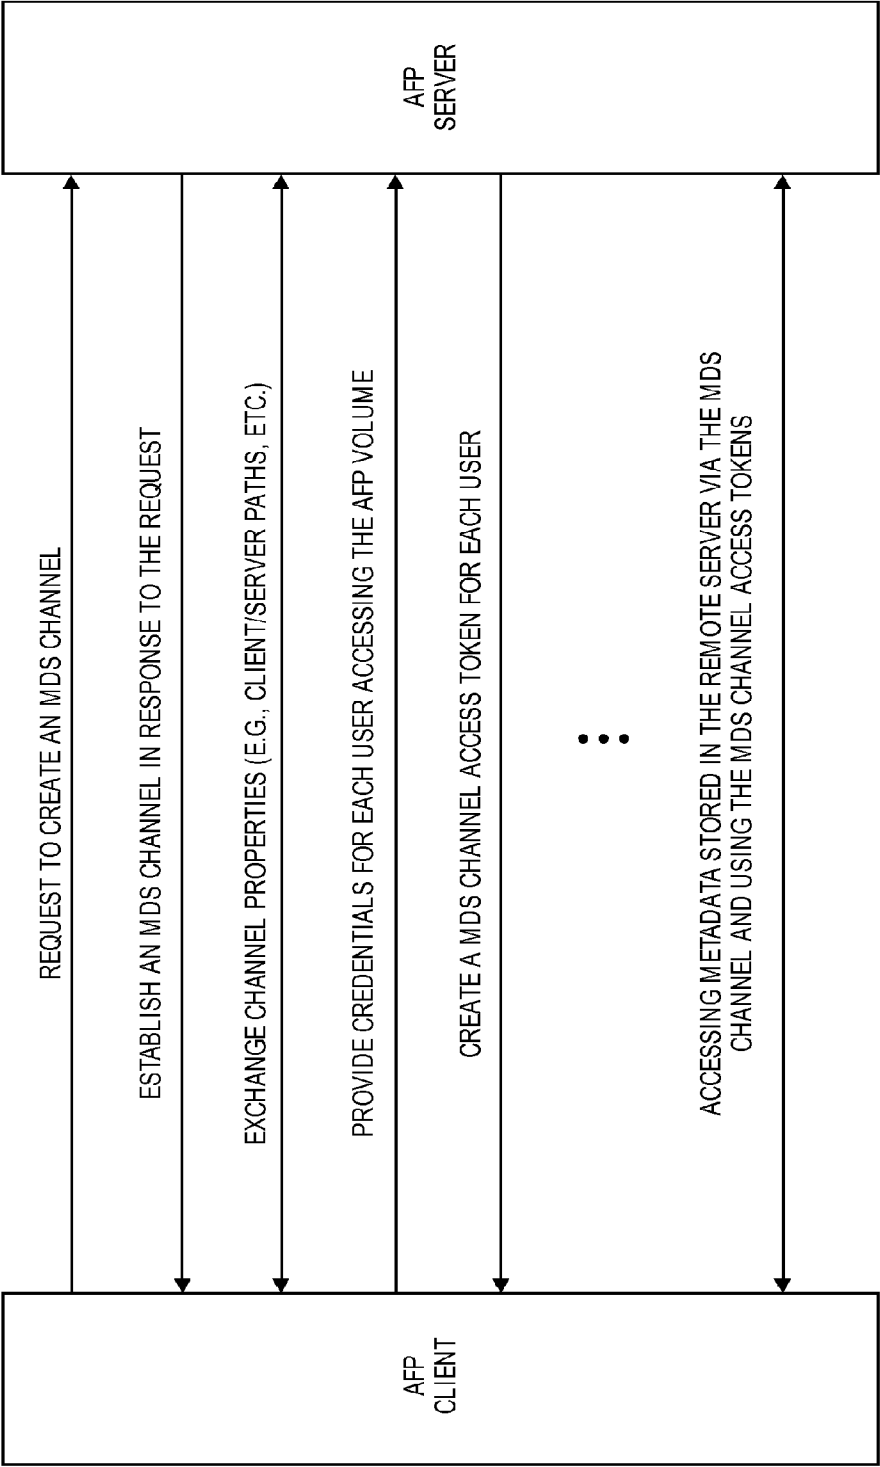 AFP
CLIENT
AFP
SERVER
REQUEST TO CREATE AN MDS CHANNEL
ESTABLISH AN MDS CHANNEL IN RESPONSE TO THE REQUEST
EXCHANGE CHANNEL PROPERTIES (E.G., CLIENT/SERVER PATHS, ETC.)
PROVIDE CREDENTIALS FOR EACH USER ACCESSING THE AFP VOLUME
CREATE A MDS CHANNEL ACCESS TOKEN FOR EACH USER
ACCESSING METADATA STORED IN THE REMOTE SERVER VIA THE MDS
CHANNEL AND USING THE MDS CHANNEL ACCESS TOKENS